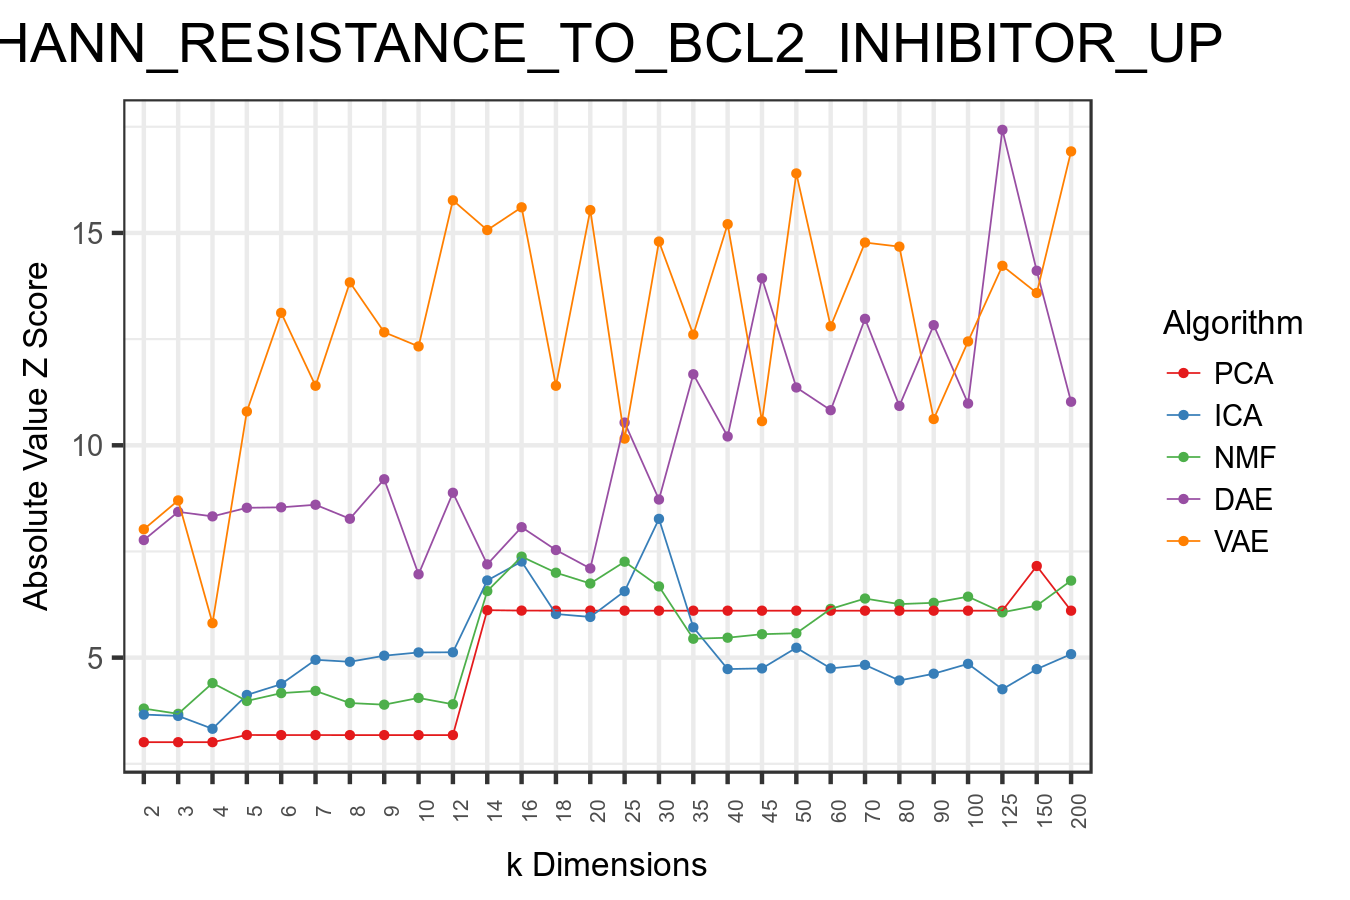 HANN_RESISTANCE_TO_BCL2_INHIBITOR_UP
Absolute Value Z Score
15
10
5
2 3 4 5 6 7 8 9 10 12 14 16 18 20 25 30 35 40 45 50 60 70 80 90 100 125 150 200
k Dimensions
Algorithm
PCA
ICA
NMF
DAE
VAE